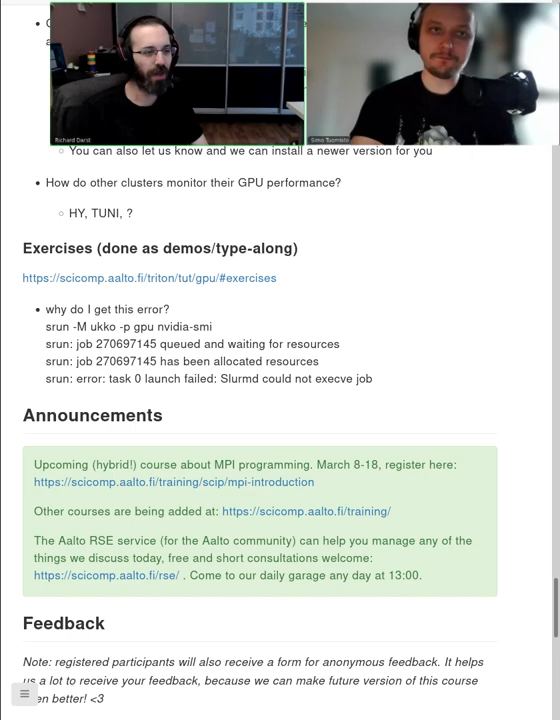 Richard Darst
Simo Tuomisto
You can also let us know and we can install a newer version for you
How do other clusters monitor their GPU performance?
HY, TUNI, ?
Exercises (done as demos/type-along)
https://scicomp.aalto.fi/triton/tut/gpu/#exercises
why do I get this error?
srun -M ukko -p gpu nvidia-smi
srun: job 270697145 queued and waiting for resources
srun: job 270697145 has been allocated resources
srun: error: task 0 launch failed: Slurmd could not execve job
Announcements
Upcoming (hybrid!) course about MPI programming. March 8-18, register here:
https://scicomp.aalto.fi/training/scip/mpi-introduction
Other courses are being added at: https://scicomp.aalto.fi/training/
The Aalto RSE service (for the Aalto community) can help you manage any of the
things we discuss today, free and short consultations welcome:
https://scicomp.aalto.fi/rse/ . Come to our daily garage any day at 13:00.
Feedback
Note: registered participants will also receive a form for anonymous feedback. It helps
us a lot to receive your feedback, because we can make future version of this course
en better! <3